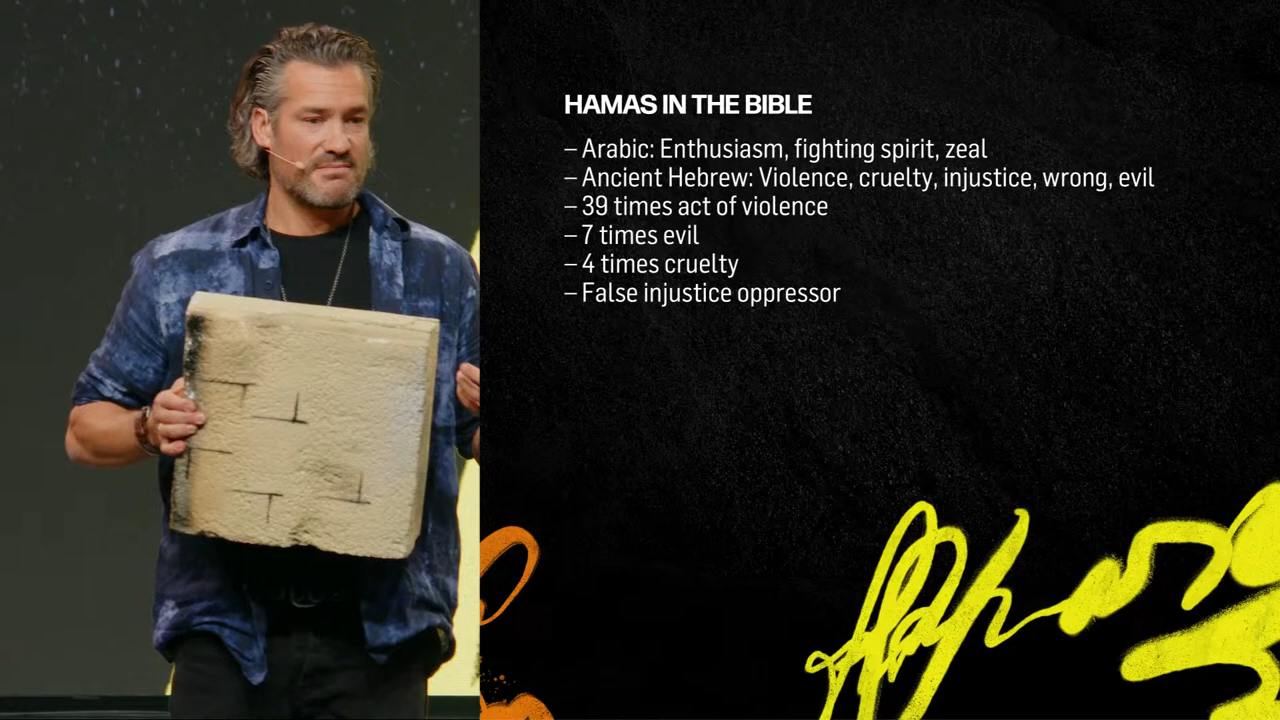 HAMAS IN THE BIBLE
– Arabic: Enthusiasm, fighting spirit, zeal
– Ancient Hebrew: Violence, cruelty, injustice, wrong, evil
– 39 times act of violence
– 7 times evil
– 4 times cruelty
– False injustice oppressor